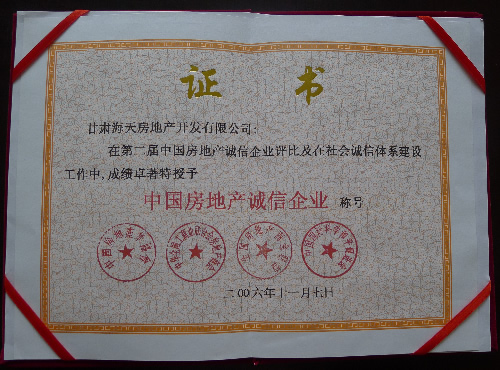 证书
甘肃海天房地产开发有限公司:
在第二届中国房地产诚信企业评比及在社会诚信体系建设
工作中,成绩卓著特授予
中国房地产诚信企业 称号
二00六年十一月七日